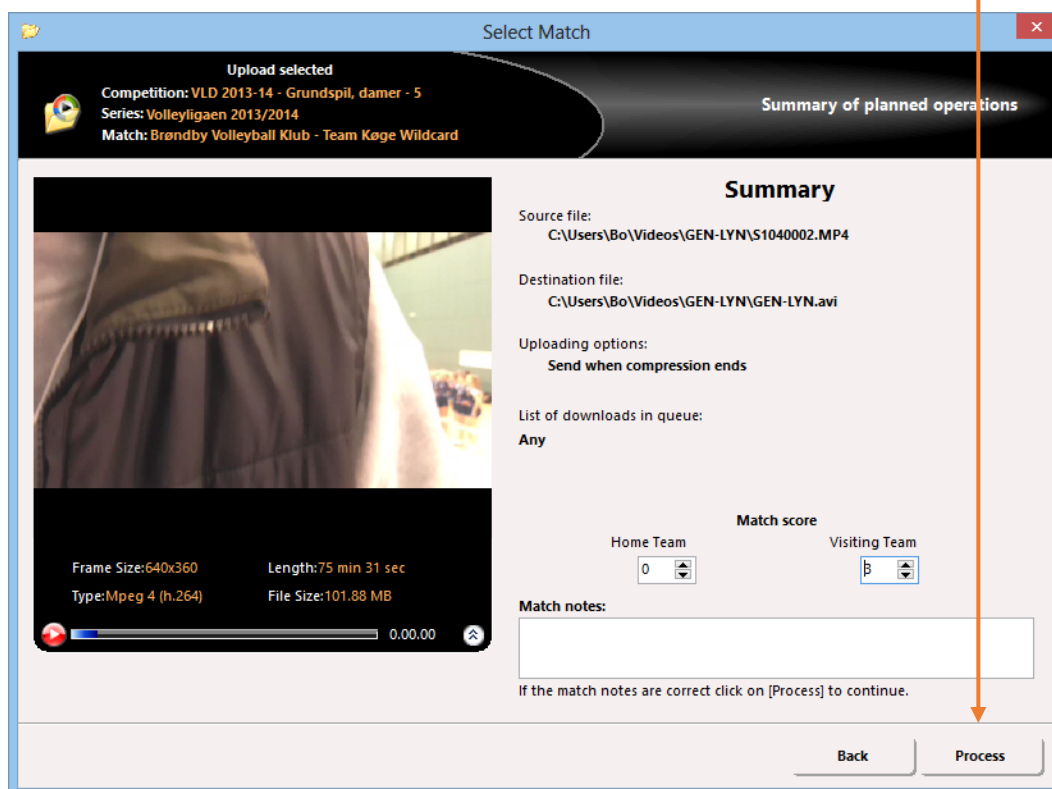 Select Match
Upload selected
Competition: VLD 2013-14 - Grundspil, damer - 5
Series: Volleyligaen 2013/2014
Match: Brøndby Volleyball Klub - Team Køge Wildcard
Summary of planned operations
Summary
Source file:
C:\Users\Bo\Videos\GEN-LYN\S1040002.MP4
Destination file:
C:\Users\Bo\Videos\GEN-LYN\GEN-LYN.avi
Uploading options:
Send when compression ends
List of downloads in queue:
Any
Match score
Home Team Visiting Team
0 3
Frame Size:640x360 Length:75 min 31 sec
Type:Mpeg 4 (h.264) File Size:101.88 MB
0.00.00
Match notes:
If the match notes are correct click on [Process] to continue.
Back Process